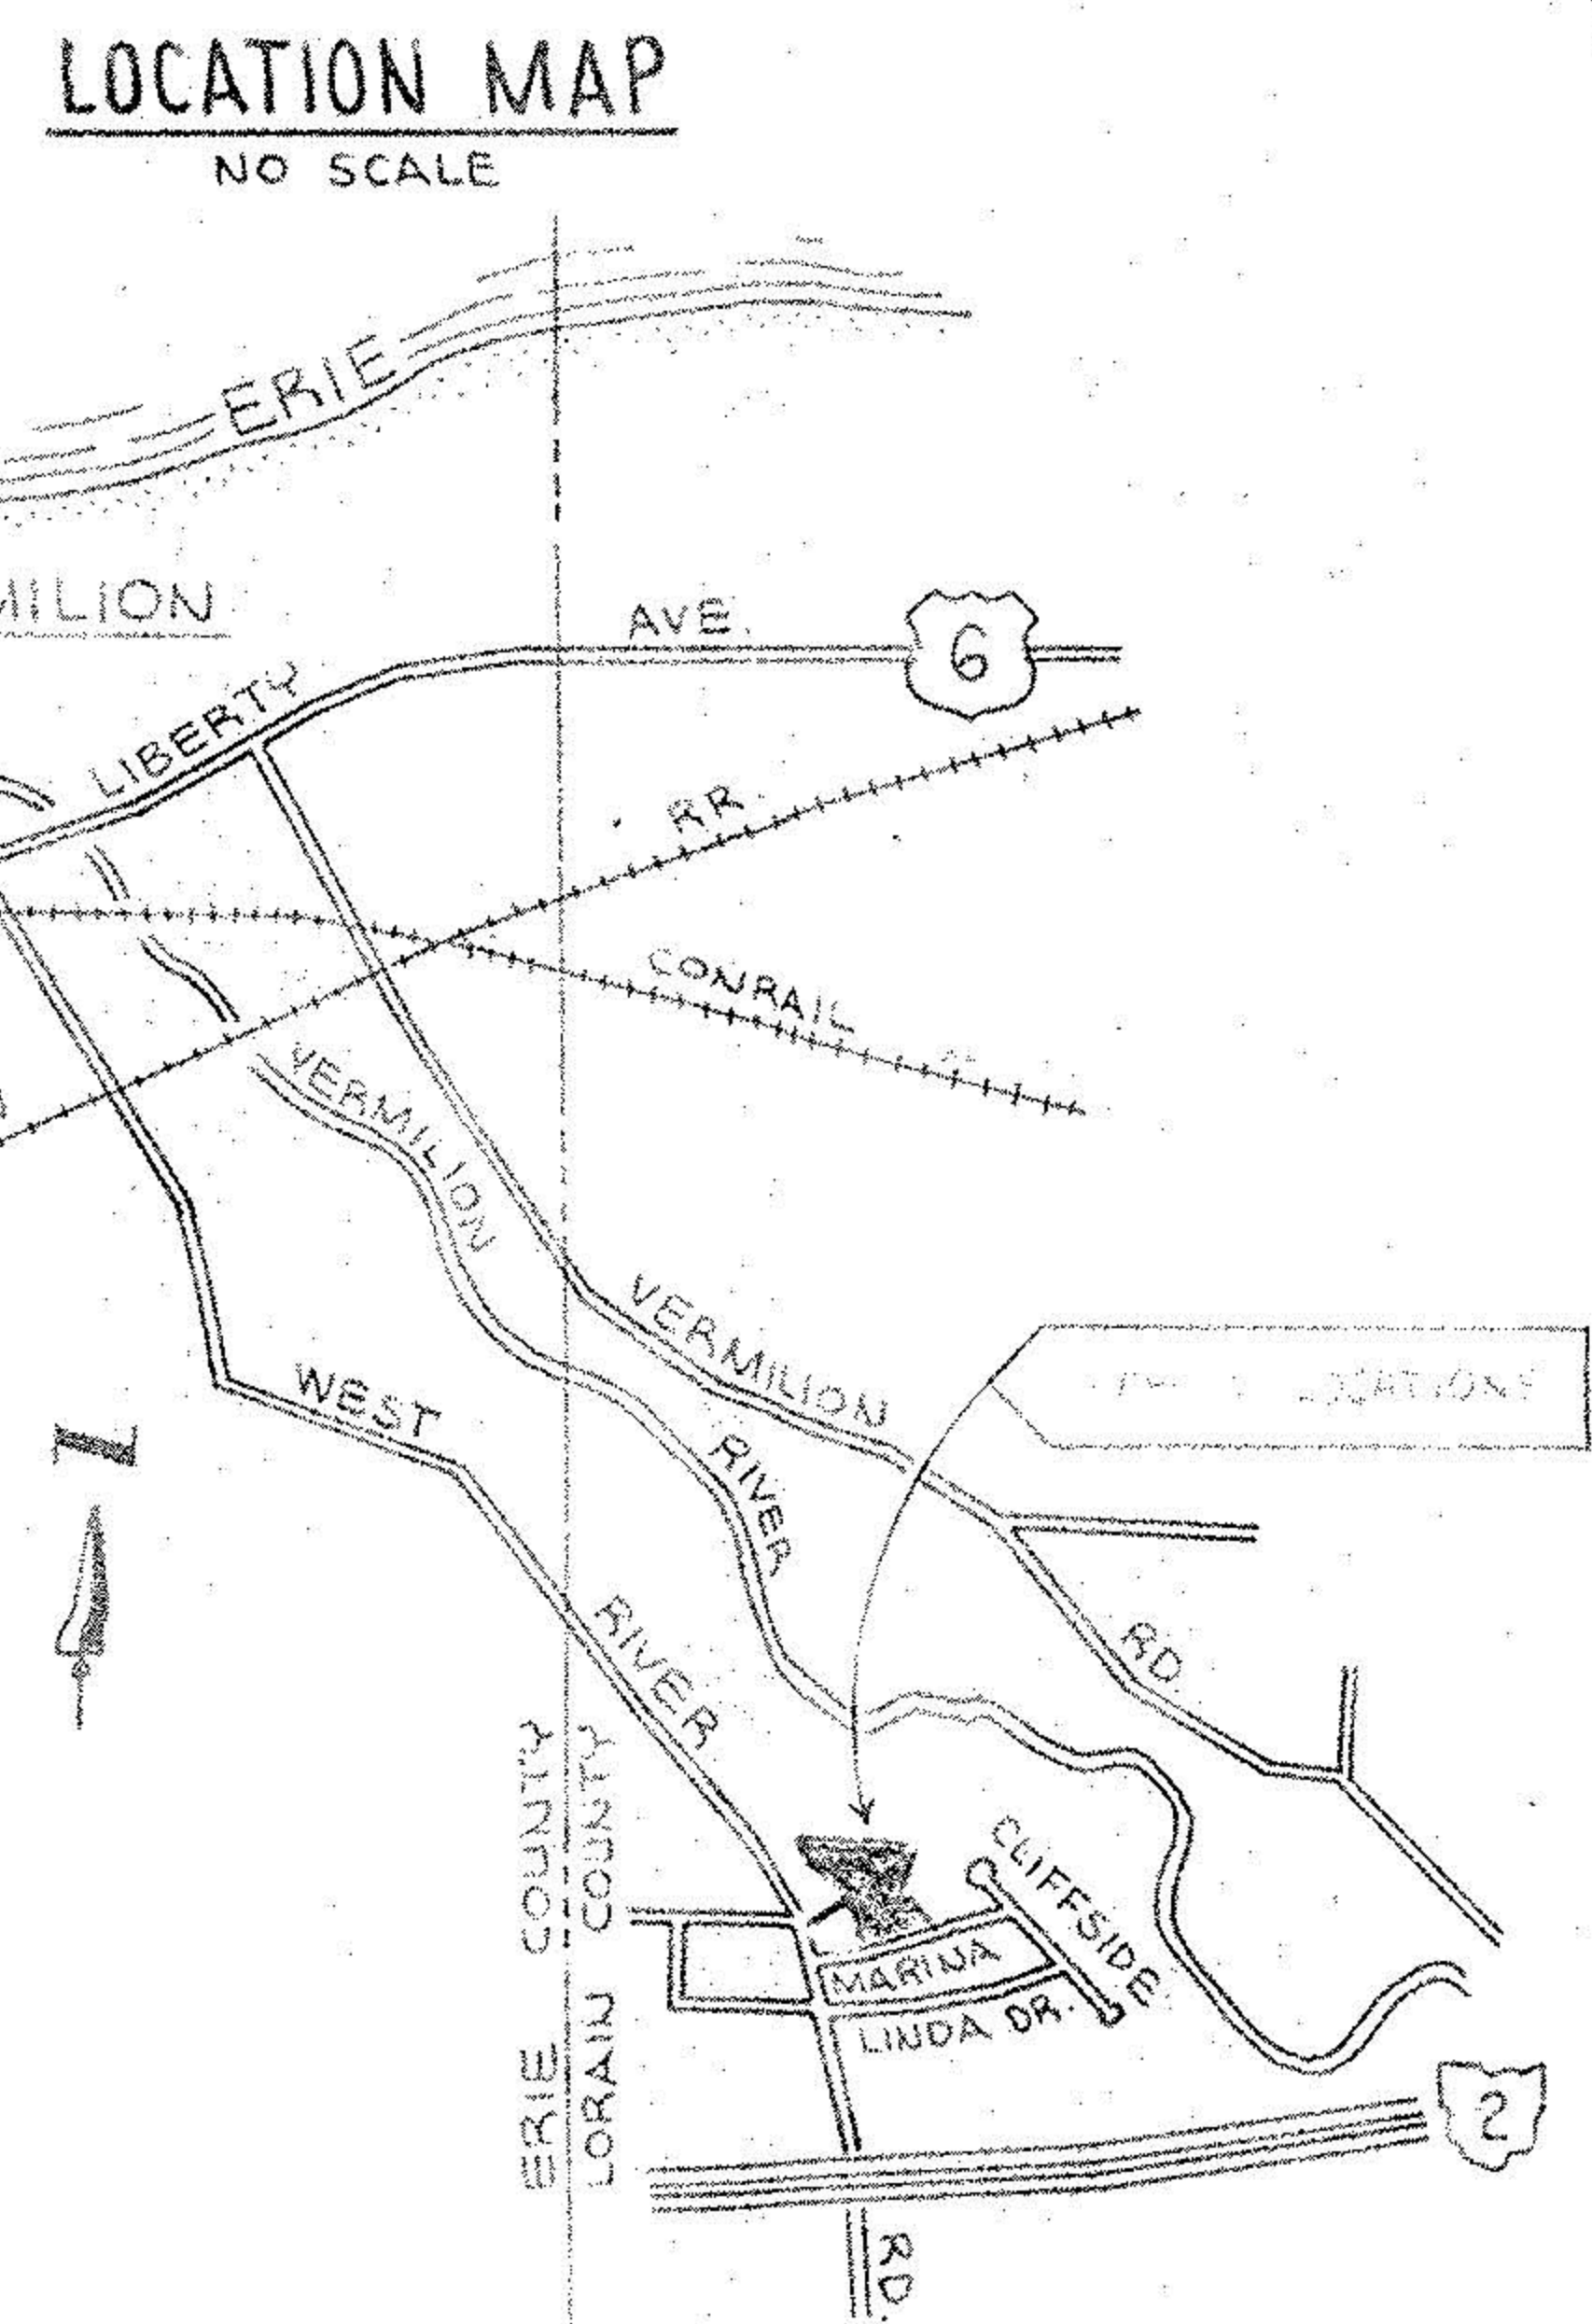 LOCATION MAP
NO SCALE
ERIE
MILION
LIBERTY AVE.
6
RR.
CONRAIL
VERMILION RIVER
VERMILION RD.
LOCATIONS
WEST RIVER RD.
CLIFFSIDE
MARINA
LINDA DR.
ERIE COUNTY
LORAIN COUNTY
2